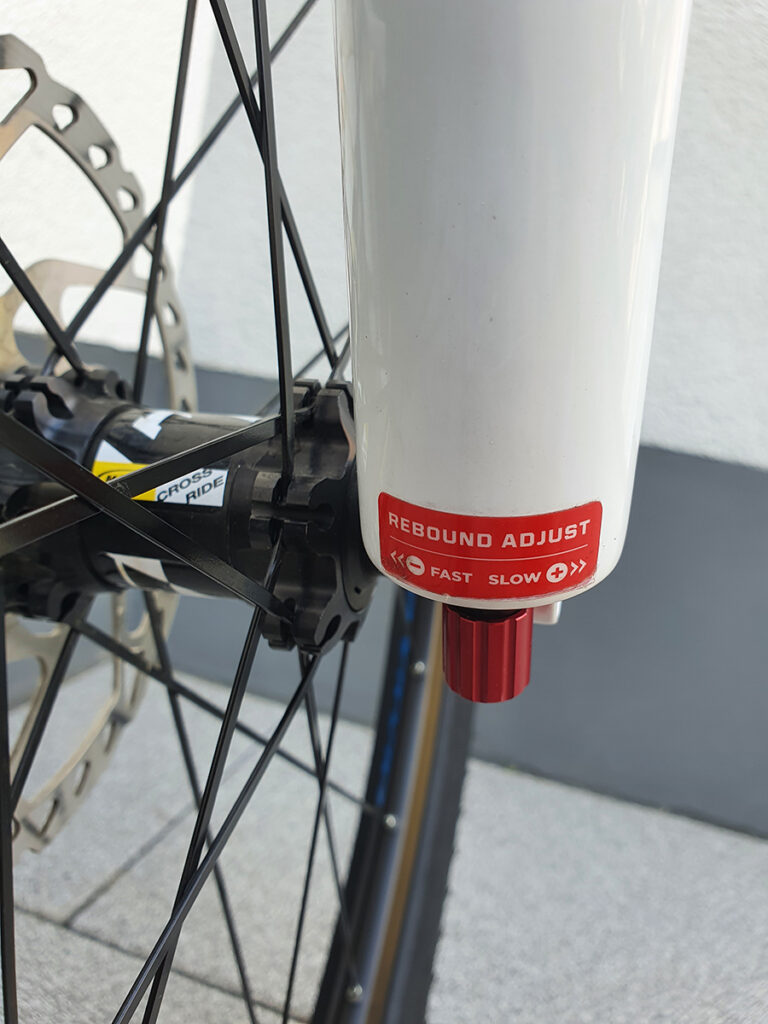 REBOUND ADJUST
<<- FAST SLOW + >>
CROSS
RIDE